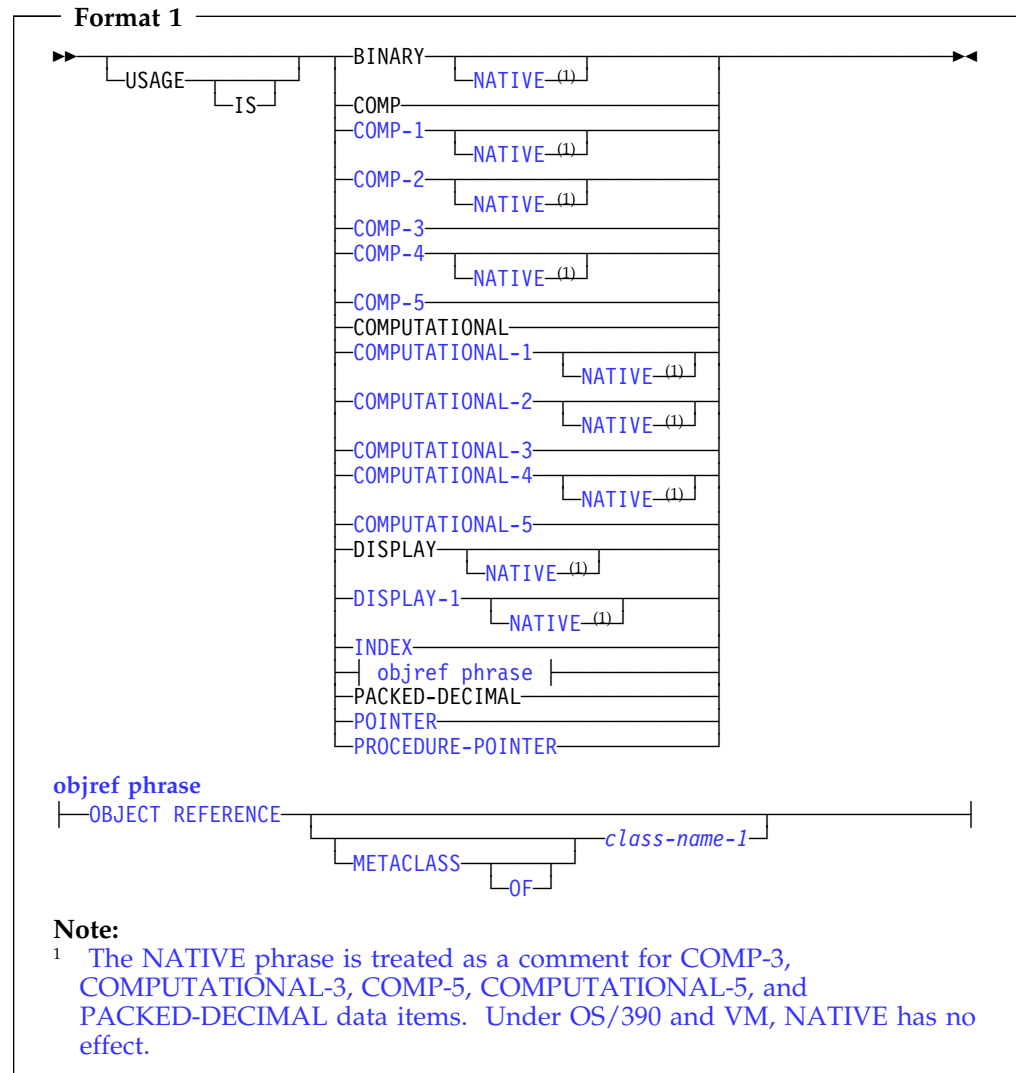 Format 1
BINARY
USAGE
NATIVE (1)
IS
COMP
COMP-1
NATIVE (1)
COMP-2
NATIVE (1)
COMP-3
COMP-4
NATIVE (1)
COMP-5
COMPUTATIONAL
COMPUTATIONAL-1
NATIVE (1)
COMPUTATIONAL-2
NATIVE (1)
COMPUTATIONAL-3
COMPUTATIONAL-4
NATIVE (1)
COMPUTATIONAL-5
DISPLAY
NATIVE (1)
DISPLAY-1
NATIVE (1)
INDEX
objref phrase
PACKED-DECIMAL
POINTER
PROCEDURE-POINTER
objref phrase
OBJECT REFERENCE
class-name-1
METACLASS
OF
Note:
1 The NATIVE phrase is treated as a comment for COMP-3,
COMPUTATIONAL-3, COMP-5, COMPUTATIONAL-5, and
PACKED-DECIMAL data items. Under OS/390 and VM, NATIVE has no
effect.